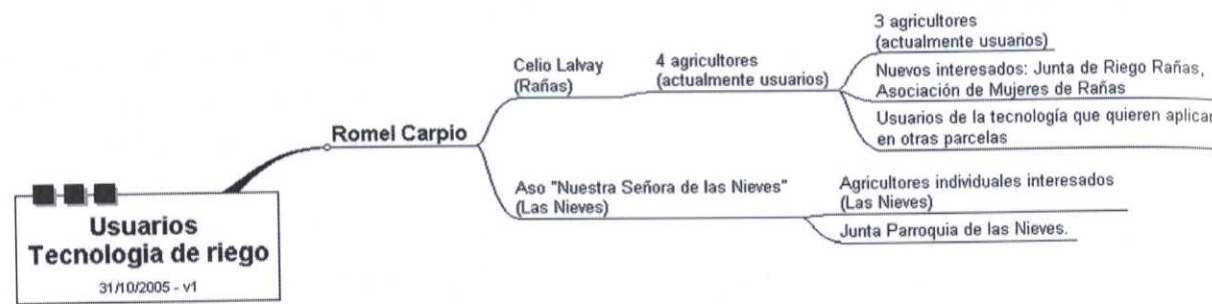 Usuarios
Tecnologia de riego
31/10/2005 - v1
Romel Carpio
Celio Lalvay
(Rañas)
4 agricultores
(actualmente usuarios)
3 agricultores
(actualmente usuarios)
Nuevos interesados: Junta de Riego Rañas,
Asociación de Mujeres de Rañas
Usuarios de la tecnología que quieren aplicar
en otras parcelas
Aso "Nuestra Señora de las Nieves"
(Las Nieves)
Agricultores individuales interesados
(Las Nieves)
Junta Parroquia de las Nieves.